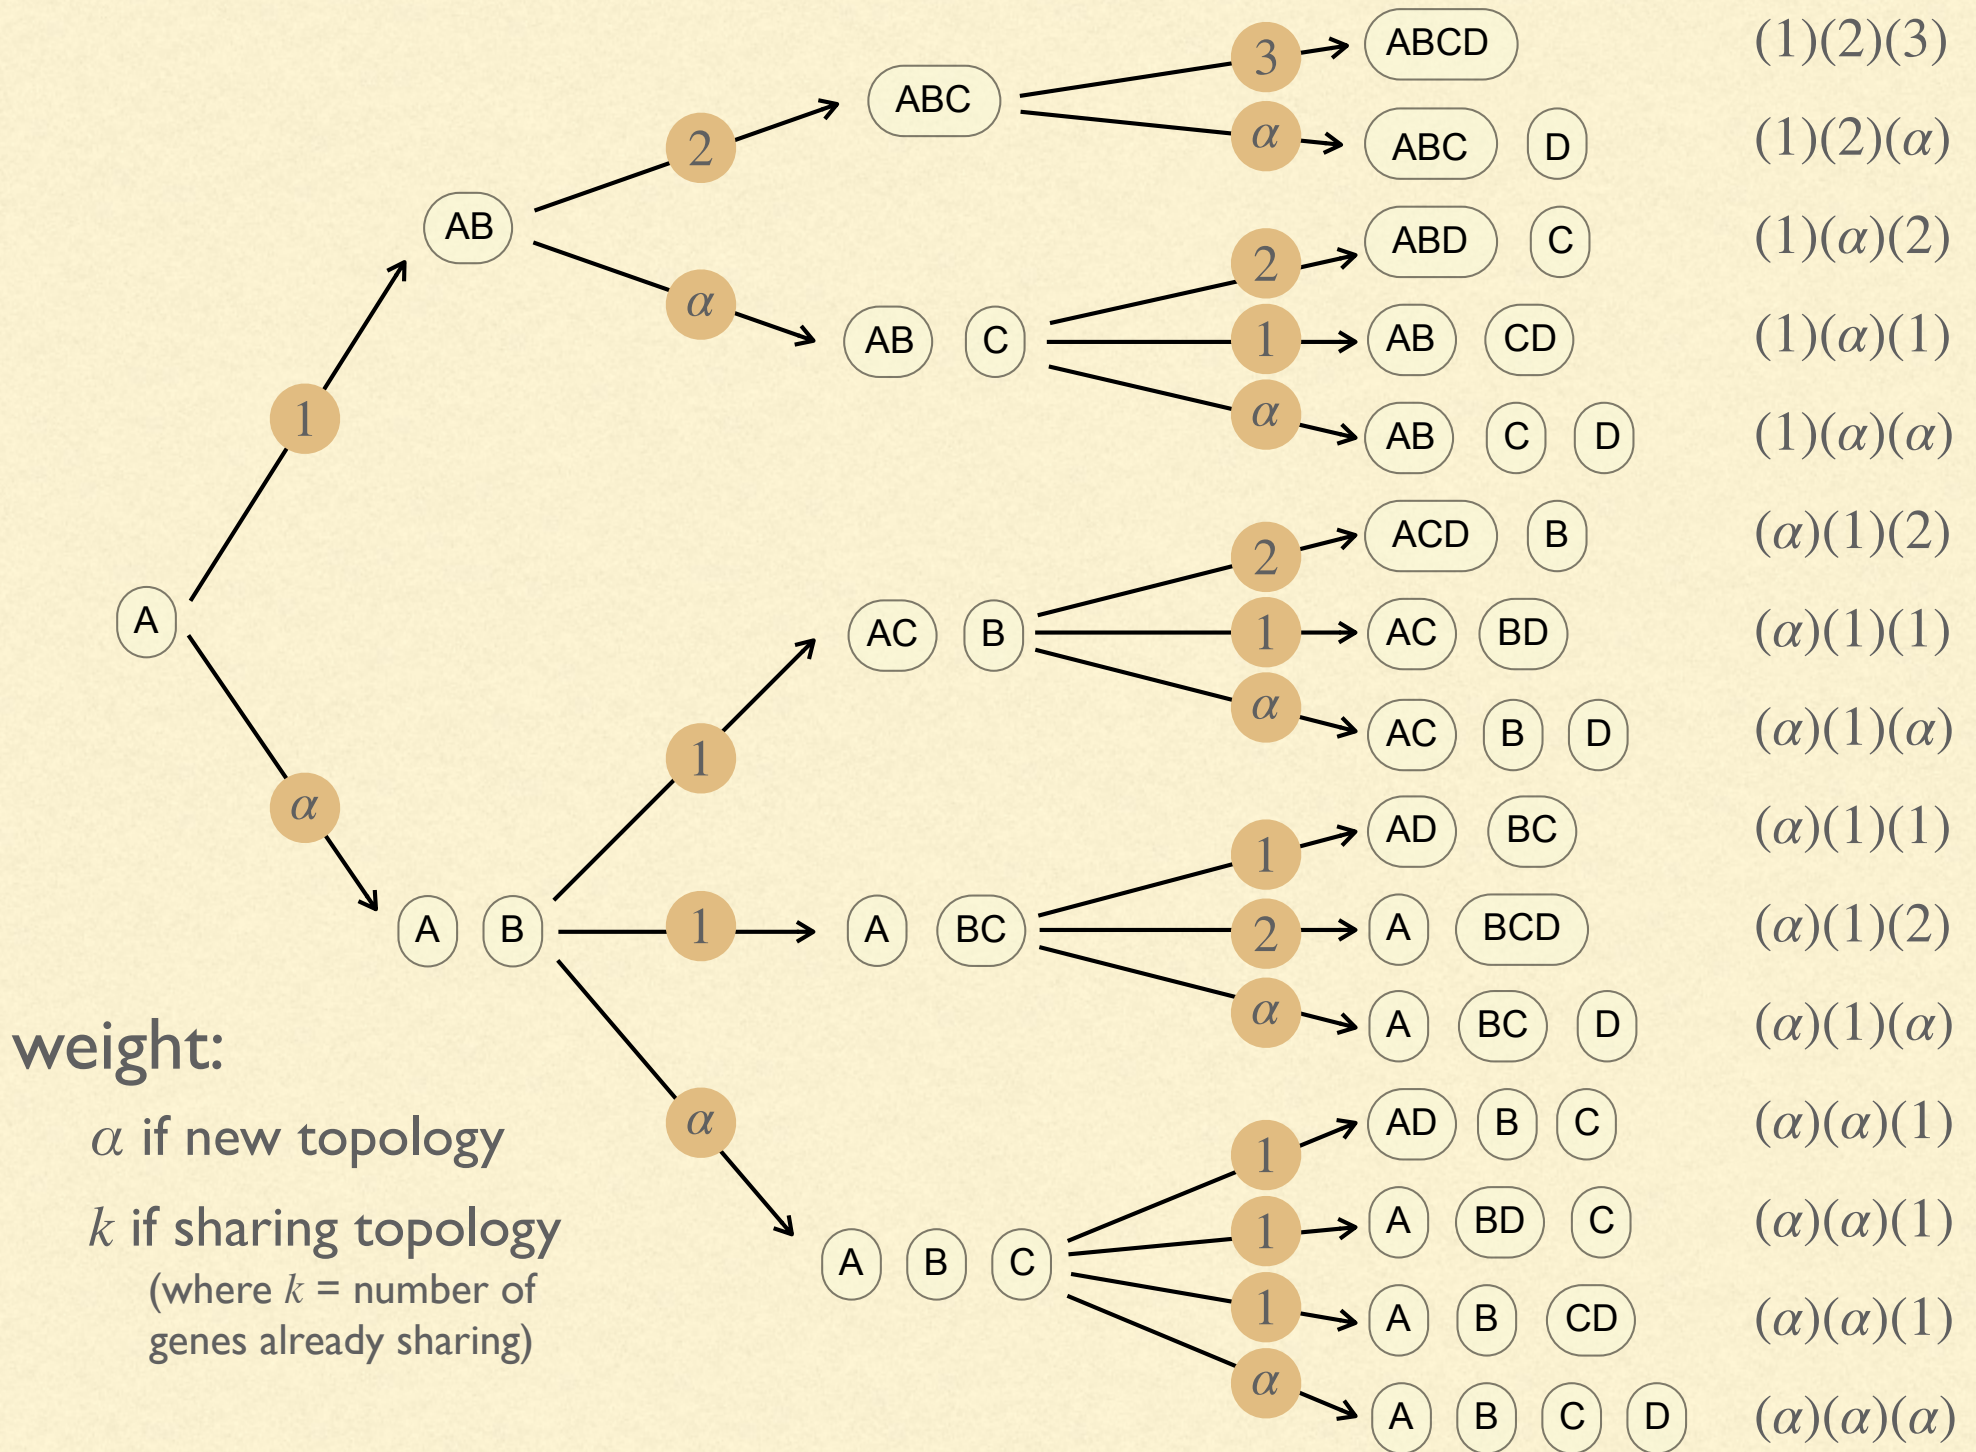 3 ABCD (1)(2)(3)
ABC
α ABC D (1)(2)(α)
2
AB
2 ABD C (1)(α)(2)
α
AB C 1 AB CD (1)(α)(1)
1
α AB C D (1)(α)(α)
2 ACD B (α)(1)(2)
A
AC B 1 AC BD (α)(1)(1)
α AC B D (α)(1)(α)
1
α
1 AD BC (α)(1)(1)
A B 1 A BC 2 A BCD (α)(1)(2)
α A BC D (α)(1)(α)
weight:
α if new topology
α
1 AD B C (α)(α)(1)
k if sharing topology
1 A BD C (α)(α)(1)
A B C
(where k = number of
1 A B CD (α)(α)(1)
genes already sharing)
α A B C D (α)(α)(α)